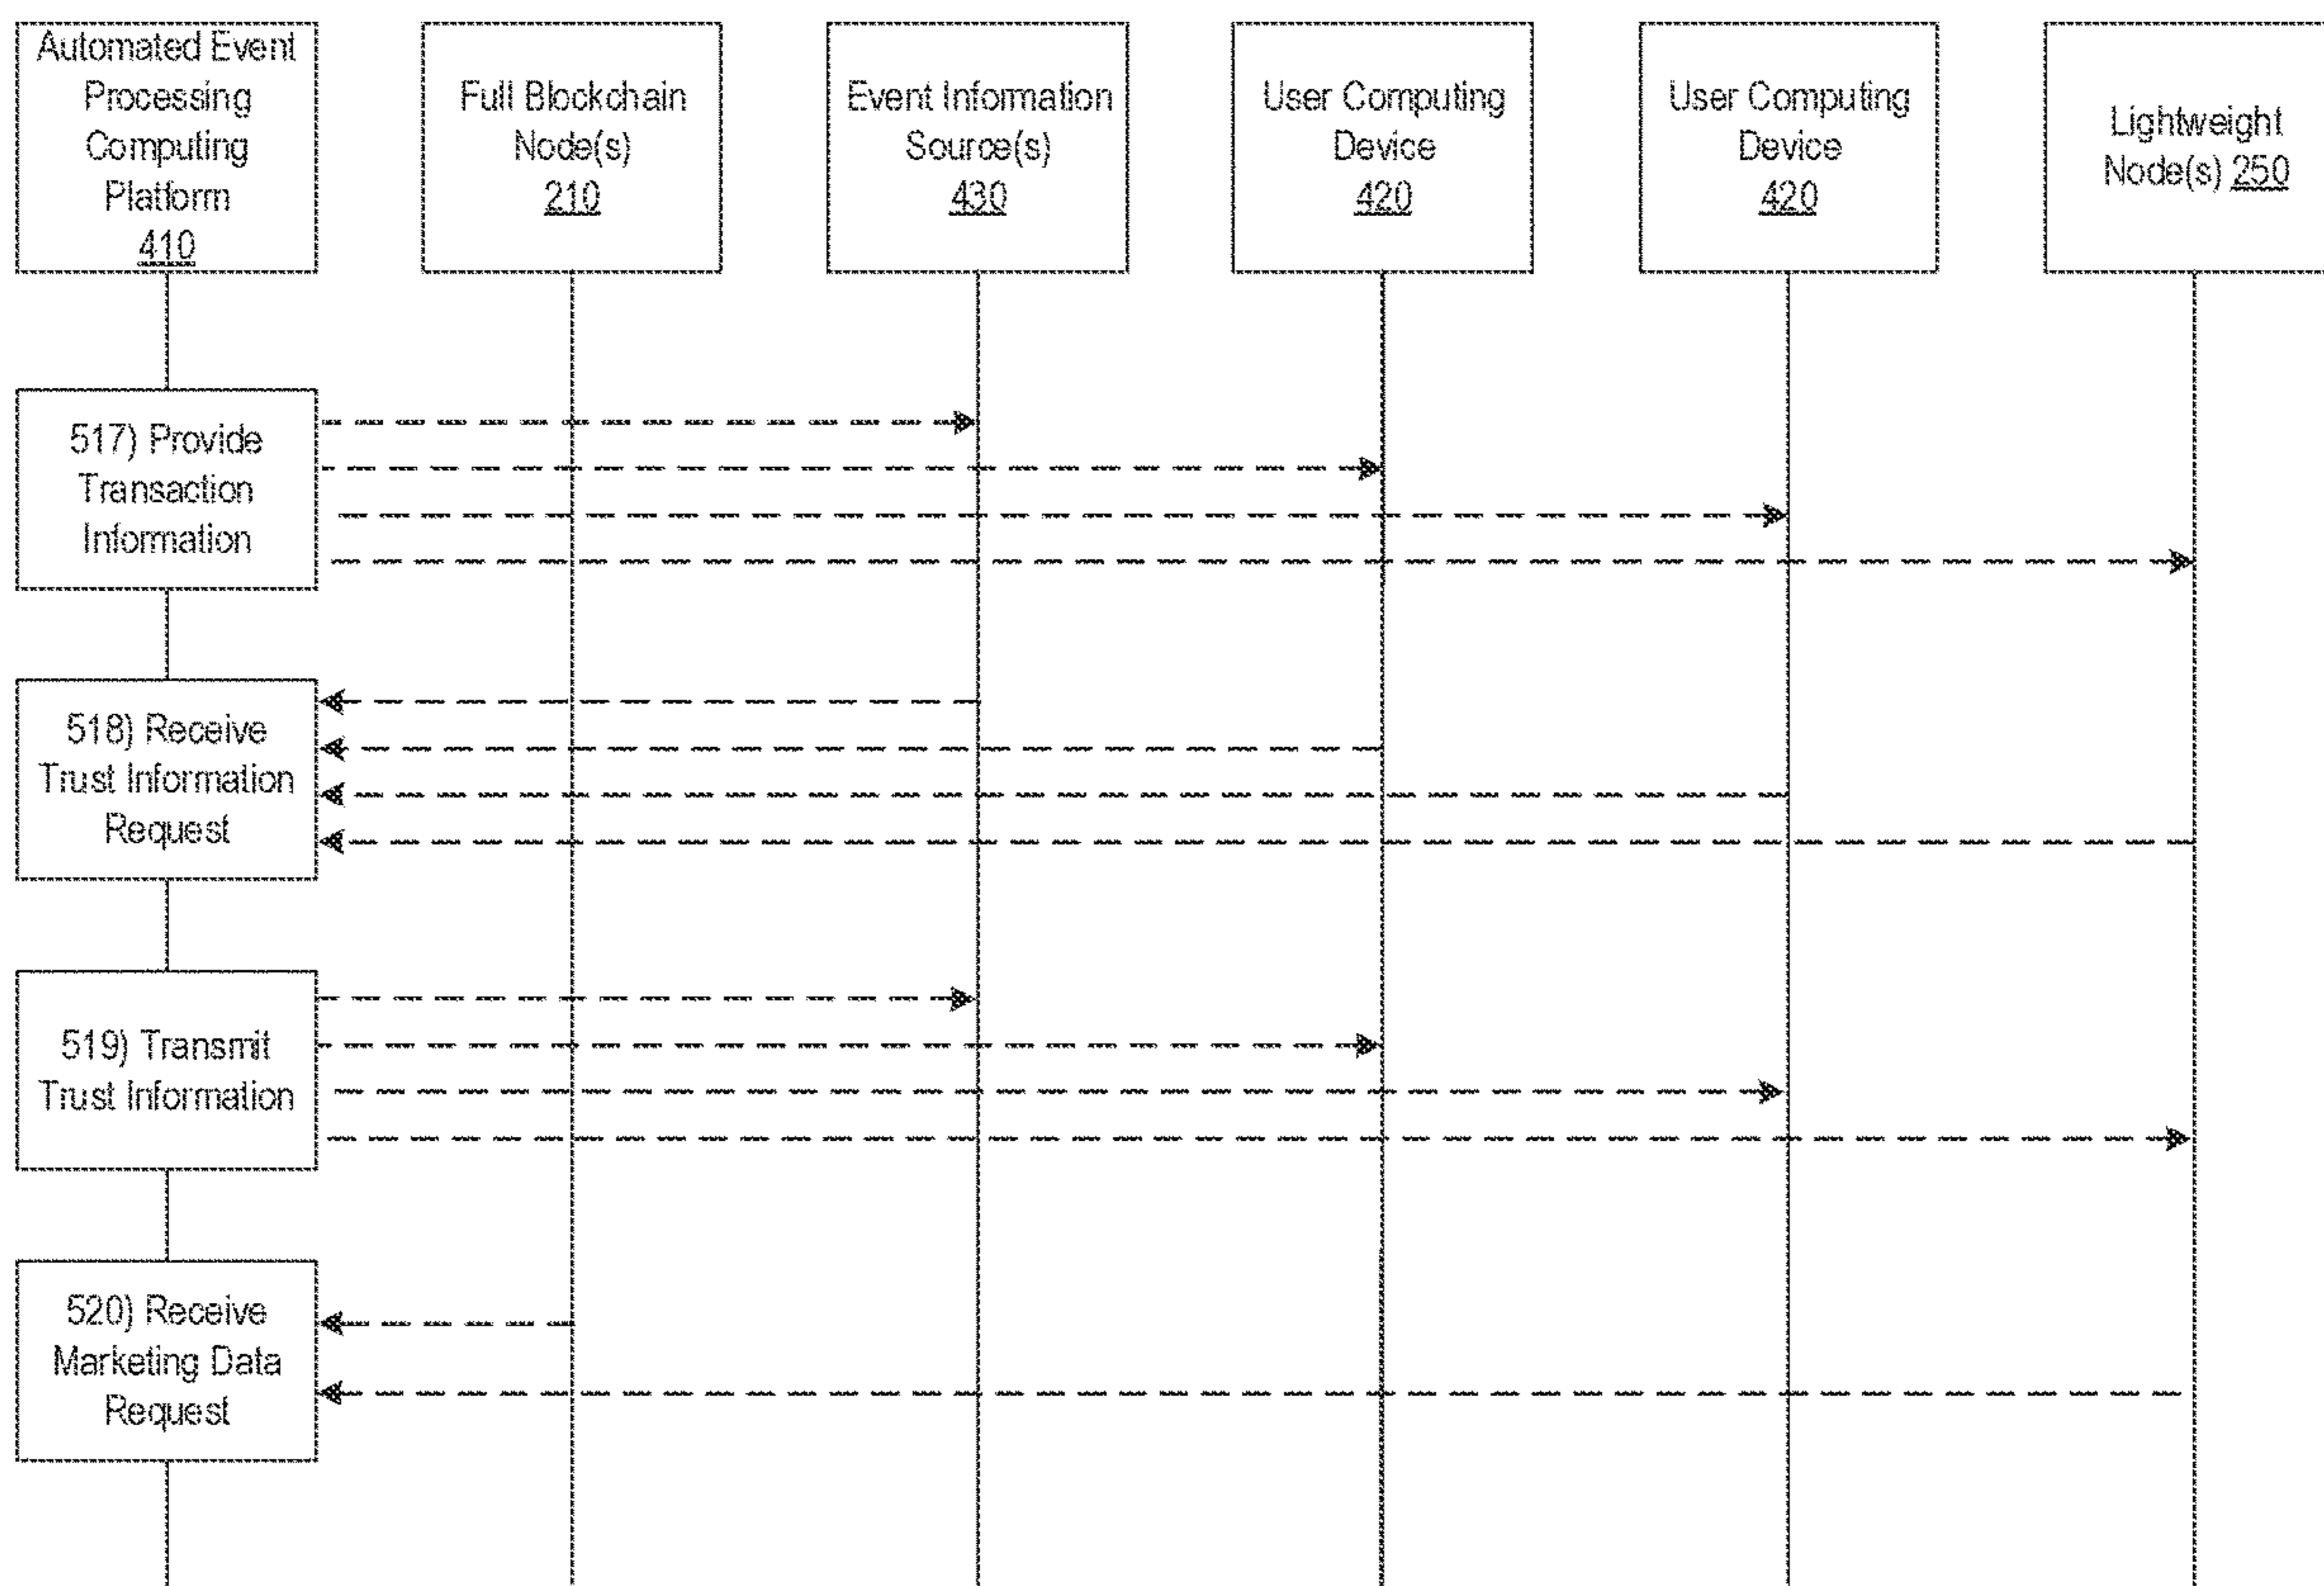 Automated Event
Processing
Computing
Platform
410
Full Blockchain
Node(s)
210
Event Information
Source(s)
430
User Computing
Device
420
User Computing
Device
420
Lightweight
Node(s) 250
517) Provide
Transaction
Information
518) Receive
Trust Information
Request
519) Transmit
Trust Information
520) Receive
Marketing Data
Request